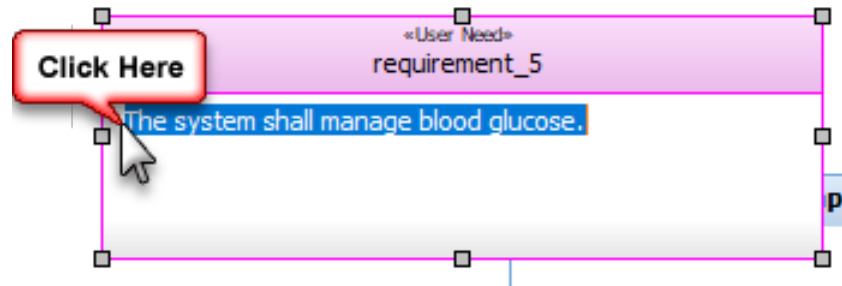 «User Need»
Click Here
requirement_5
The system shall manage blood glucose.
p